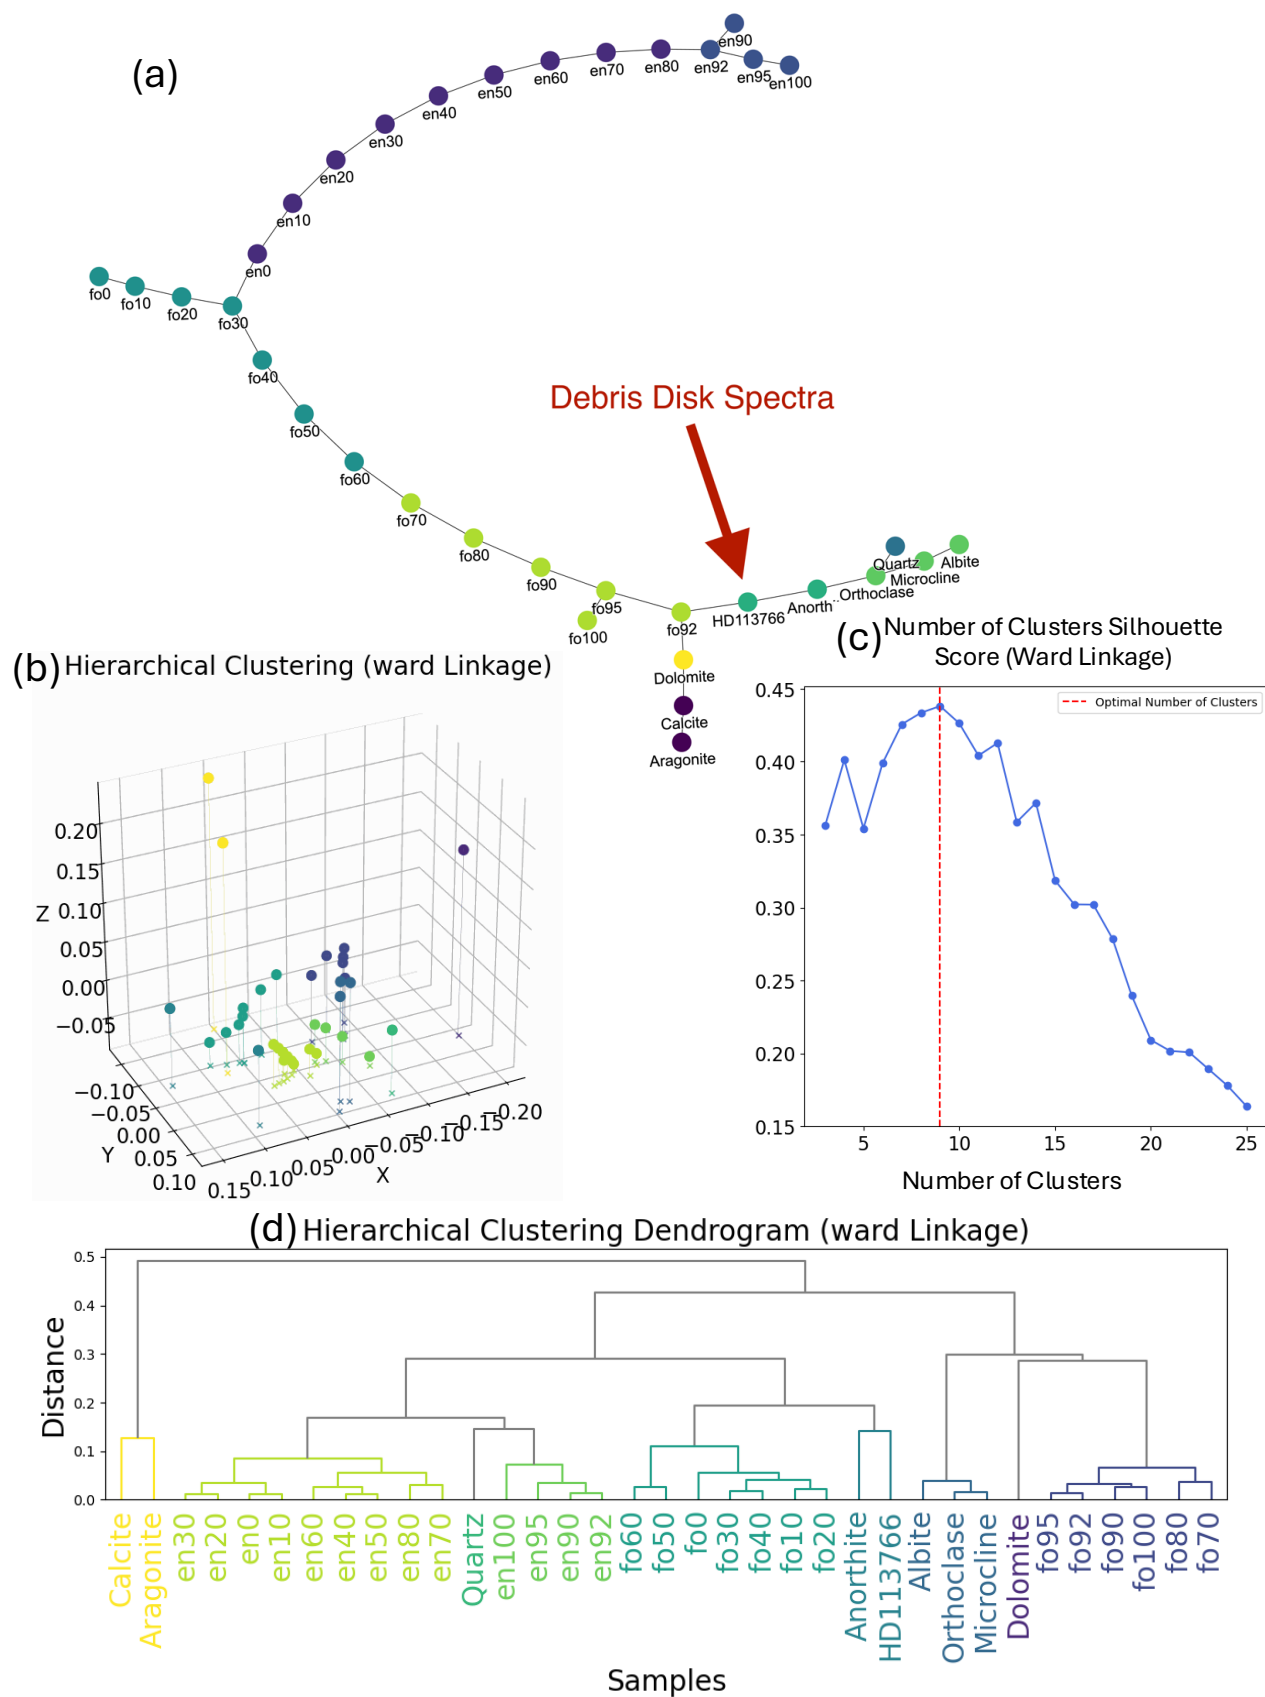 (a)
en90
en92
en95
en100
en80
en70
en60
en50
en40
en30
en20
en10
en0
fo0
fo10
fo20
fo30
fo40
fo50
fo60
fo70
fo80
fo90
fo95
fo100
fo92
Debris Disk Spectra
HD113766
Anorth
Orthoclase
Quartz
Microcline
Albite
Dolomite
Calcite
Aragonite
(b) Hierarchical Clustering (ward Linkage)
Z
0.20
0.15
0.10
0.05
0.00
−0.05
Y
−0.10
−0.05
0.00
0.05
0.10
X
0.15
0.10
0.05
0.00
−0.05
−0.10
−0.15
−0.20
(c) Number of Clusters Silhouette
Score (Ward Linkage)
Optimal Number of Clusters
0.45
0.40
0.35
0.30
0.25
0.20
0.15
5 10 15 20 25
Number of Clusters
(d) Hierarchical Clustering Dendrogram (ward Linkage)
Distance
0.5
0.4
0.3
0.2
0.1
0.0
Calcite
Aragonite
en30
en20
en0
en10
en60
en40
en50
en80
en70
Quartz
en100
en95
en90
en92
fo60
fo50
fo0
fo30
fo40
fo10
fo20
Anorthite
HD113766
Albite
Orthoclase
Microcline
Dolomite
fo95
fo92
fo90
fo100
fo80
fo70
Samples